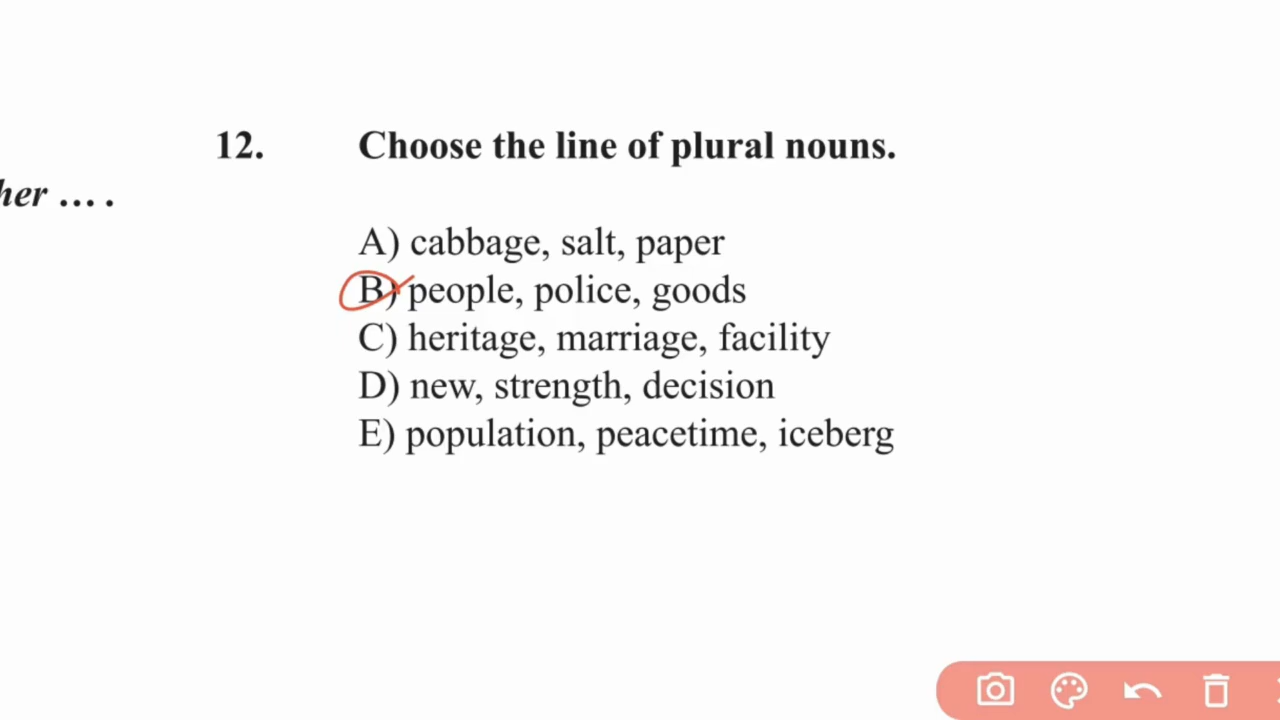 12. Choose the line of plural nouns.
her ... .
A) cabbage, salt, paper
B) people, police, goods
C) heritage, marriage, facility
D) new, strength, decision
E) population, peacetime, iceberg